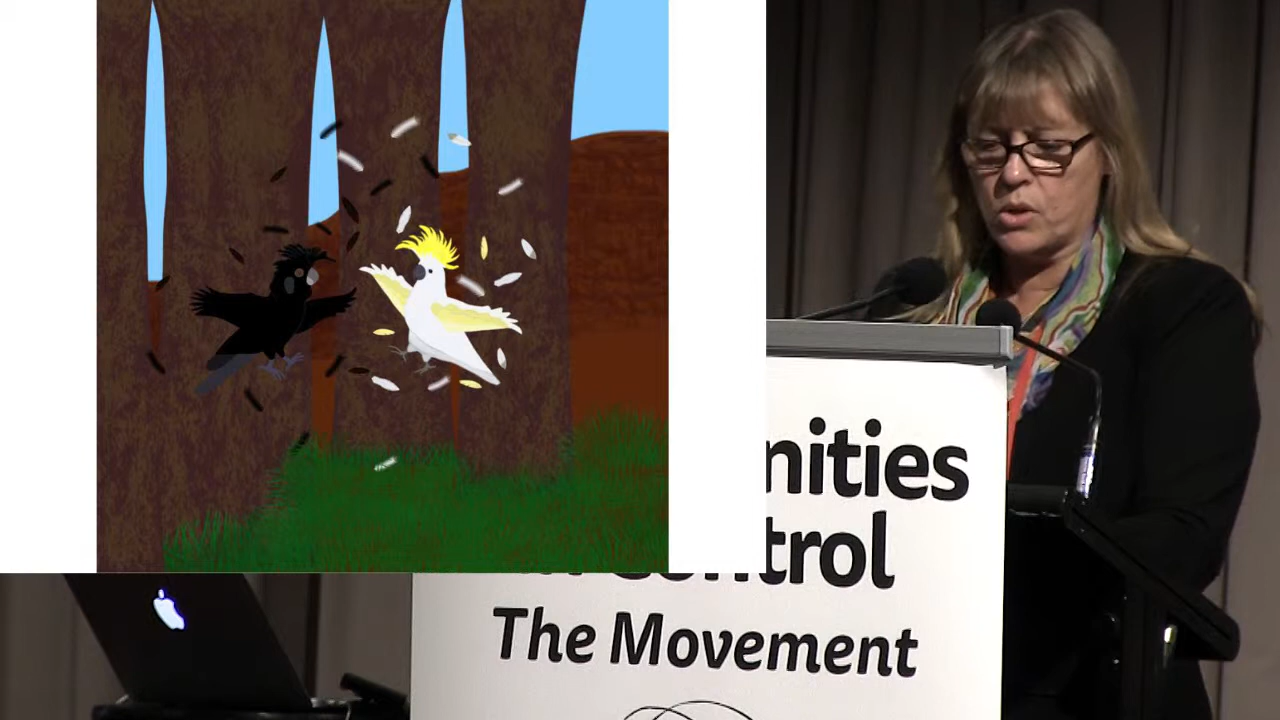 nities
trol
The Movement